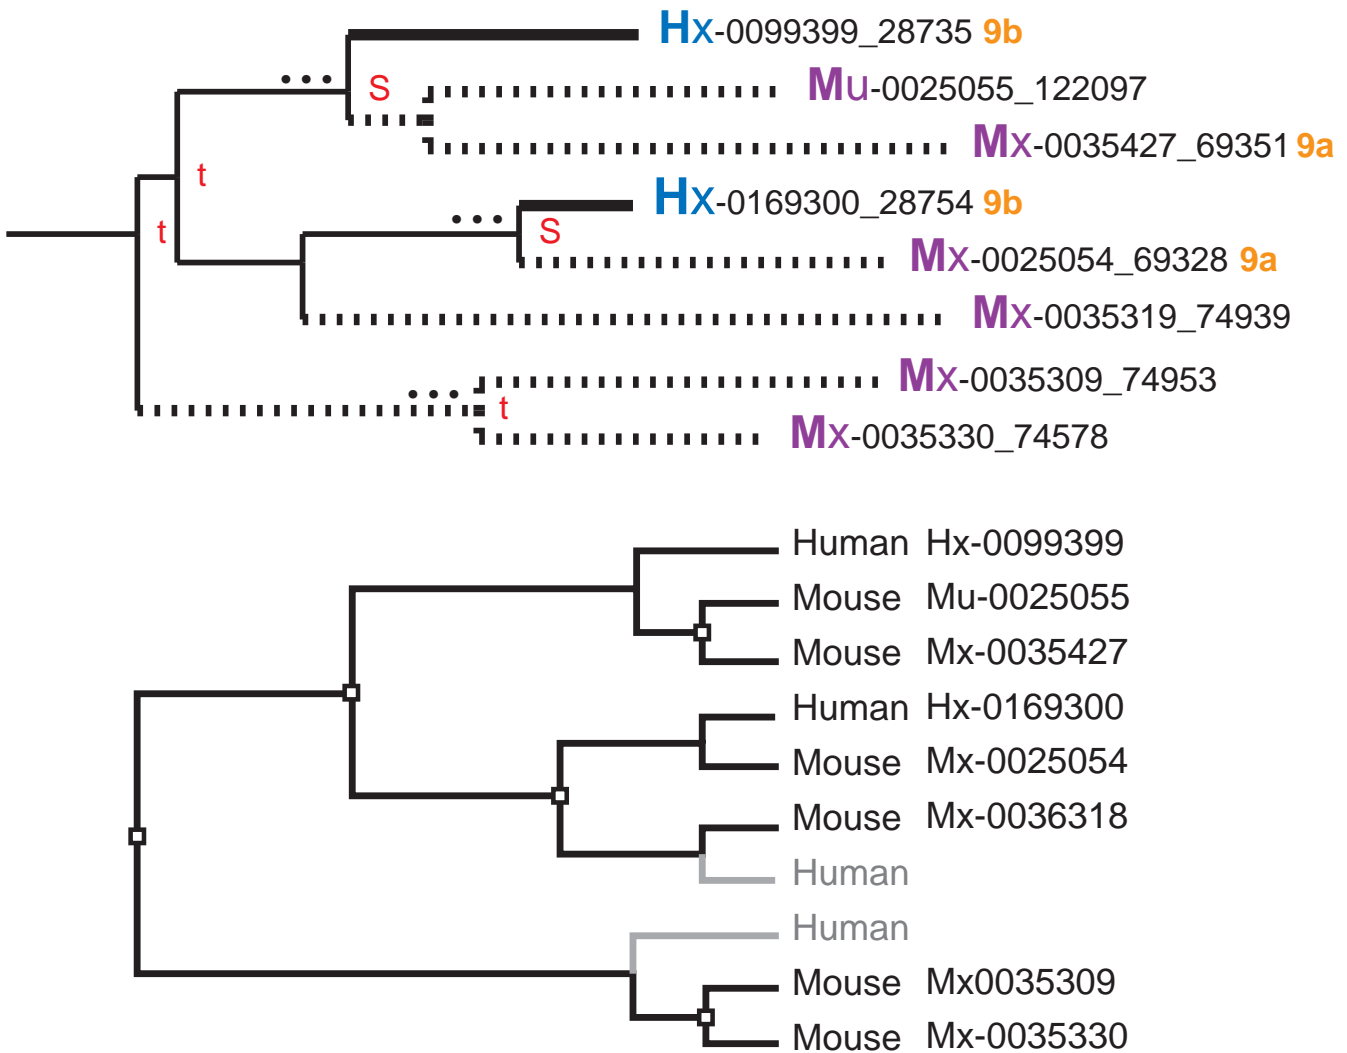 Hx-0099399_28735 9b
S
Mu-0025055_122097
Mx-0035427_69351 9a
t
Hx-0169300_28754 9b
t
S
Mx-0025054_69328 9a
Mx-0035319_74939
Mx-0035309_74953
t
Mx-0035330_74578
Human Hx-0099399
Mouse Mu-0025055
Mouse Mx-0035427
Human Hx-0169300
Mouse Mx-0025054
Mouse Mx-0036318
Human
Human
Mouse Mx0035309
Mouse Mx-0035330